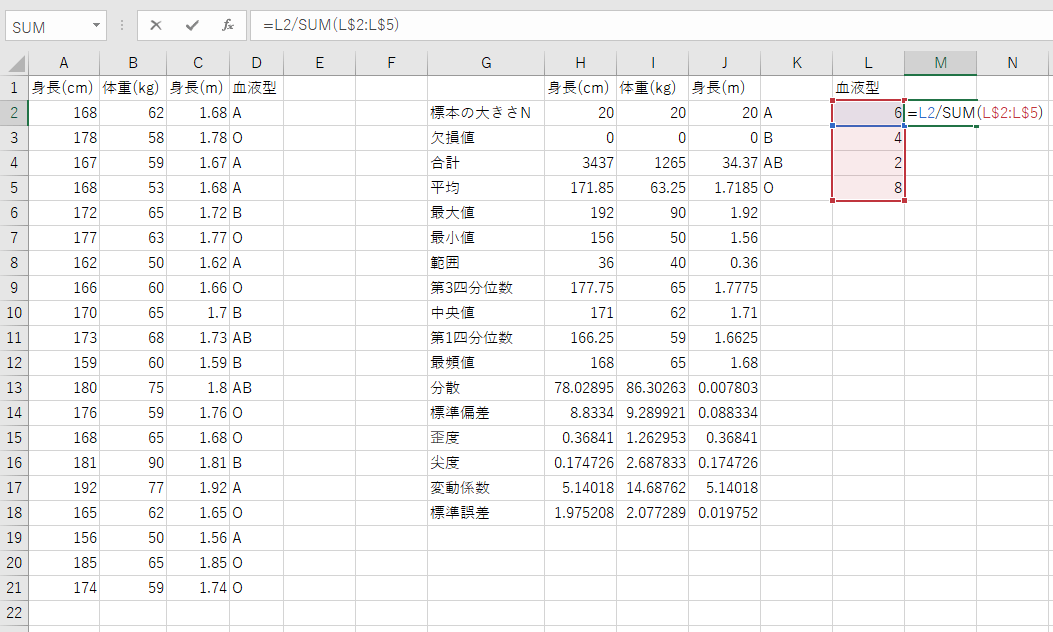 SUM fx =L2/SUM(L$2:L$5)
A B C D E F G H I J K L M N
1 身長(cm) 体重(kg) 身長(m) 血液型 身長(cm) 体重(kg) 身長(m) 血液型
2 168 62 1.68 A 標本の大きさN 20 20 20 A 6 =L2/SUM(L$2:L$5)
3 178 58 1.78 O 欠損値 0 0 0 B 4
4 167 59 1.67 A 合計 3437 1265 34.37 AB 2
5 168 53 1.68 A 平均 171.85 63.25 1.7185 O 8
6 172 65 1.72 B 最大値 192 90 1.92
7 177 63 1.77 O 最小値 156 50 1.56
8 162 50 1.62 A 範囲 36 40 0.36
9 166 60 1.66 O 第3四分位数 177.75 65 1.7775
10 170 65 1.7 B 中央値 171 62 1.71
11 173 68 1.73 AB 第1四分位数 166.25 59 1.6625
12 159 60 1.59 B 最頻値 168 65 1.68
13 180 75 1.8 AB 分散 78.02895 86.30263 0.007803
14 176 59 1.76 O 標準偏差 8.8334 9.289921 0.088334
15 168 65 1.68 O 歪度 0.36841 1.262953 0.36841
16 181 90 1.81 B 尖度 0.174726 2.687833 0.174726
17 192 77 1.92 A 変動係数 5.14018 14.68762 5.14018
18 165 62 1.65 O 標準誤差 1.975208 2.077289 0.019752
19 156 50 1.56 A
20 185 65 1.85 O
21 174 59 1.74 O
22